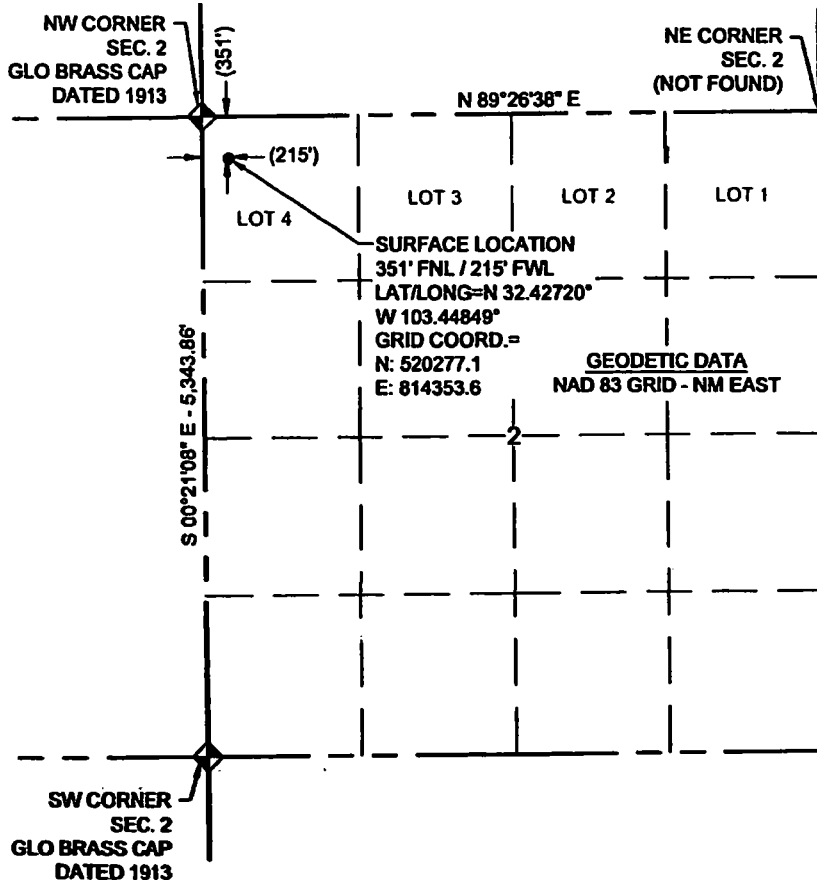 NW CORNER
SEC. 2
GLO BRASS CAP
DATED 1913
(351')
NE CORNER
SEC. 2
(NOT FOUND)
N 89°26'38" E
(215')
LOT 4
LOT 3
LOT 2
LOT 1
SURFACE LOCATION
351' FNL / 215' FWL
LAT/LONG=N 32.42720°
W 103.44849°
GRID COORD.=
N: 520277.1
E: 814353.6
GEODETIC DATA
NAD 83 GRID - NM EAST
S 00°21'08" E - 5,343.86'
2
SW CORNER
SEC. 2
GLO BRASS CAP
DATED 1913